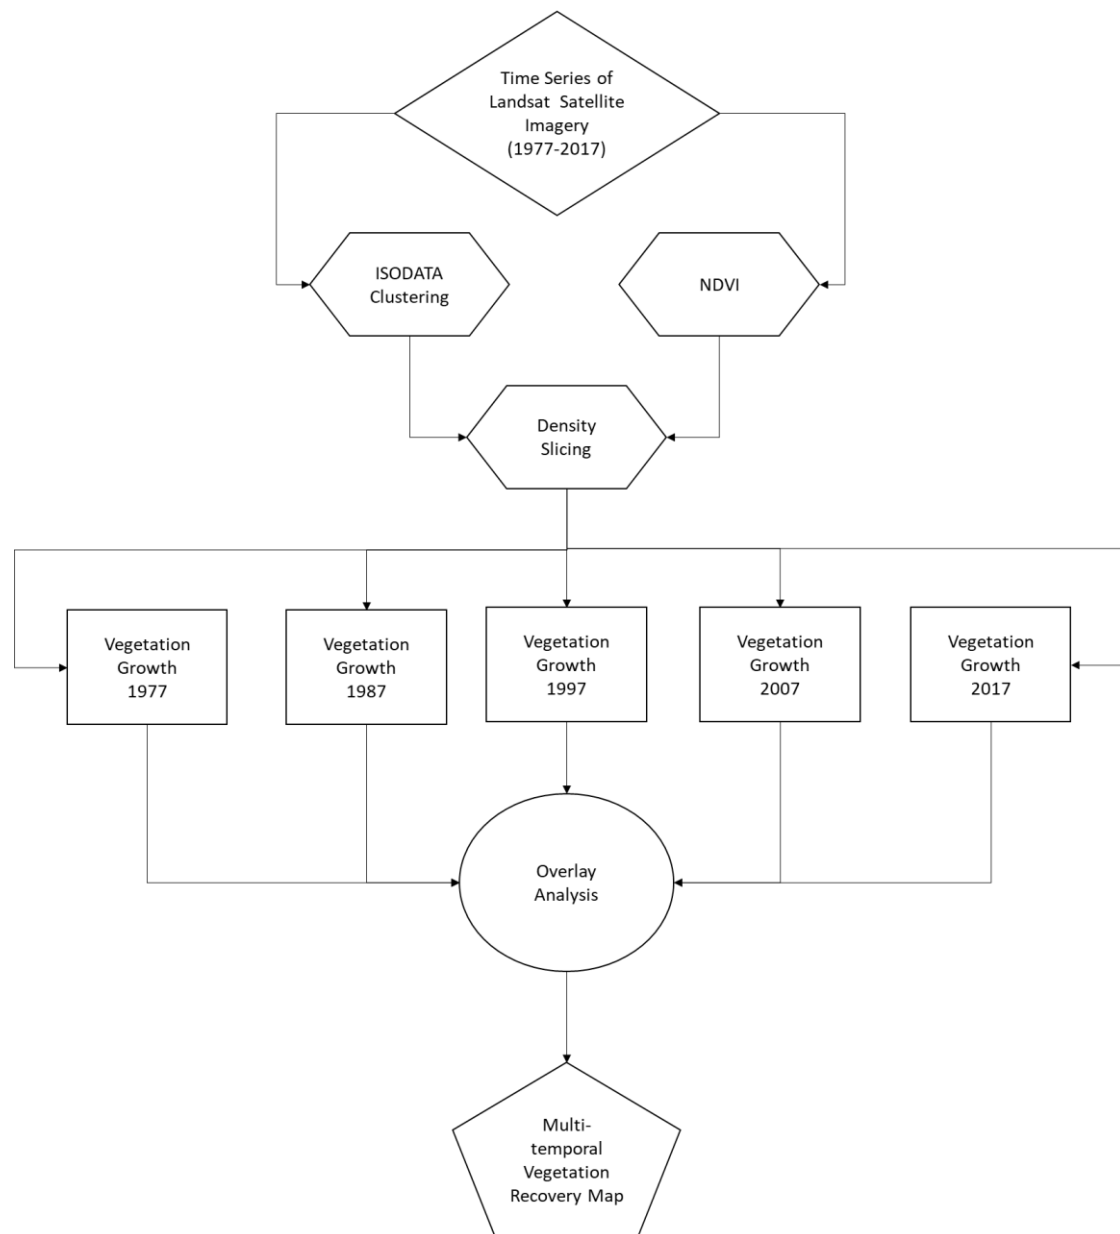 Time Series of
Landsat Satellite
Imagery
(1977-2017)
ISODATA
Clustering
NDVI
Density
Slicing
Vegetation
Growth
1977
Vegetation
Growth
1987
Vegetation
Growth
1997
Vegetation
Growth
2007
Vegetation
Growth
2017
Overlay
Analysis
Multi-
temporal
Vegetation
Recovery Map